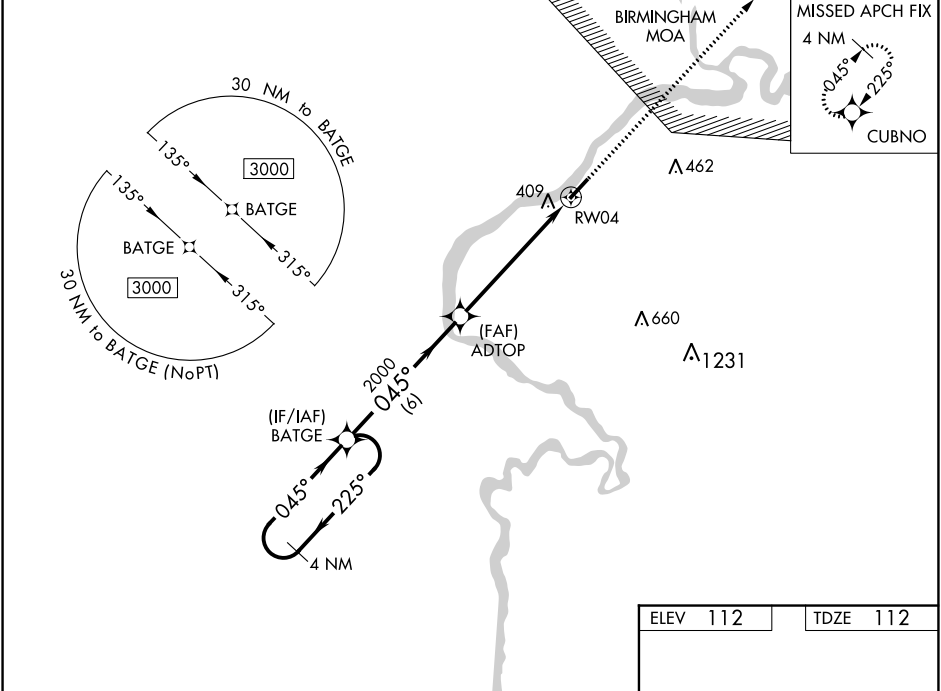 BIRMINGHAM
MOA
MISSED APCH FIX
4 NM
045°
225°
CUBNO
30 NM to BATGE
135°
3000
BATGE
315°
135°
BATGE
3000
315°
30 NM to BATGE (NoPT)
462
409
RW04
660
1231
(FAF)
ADTOP
2000
045°
(6)
(IF/IAF)
BATGE
045°
225°
4 NM
ELEV 112
TDZE 112